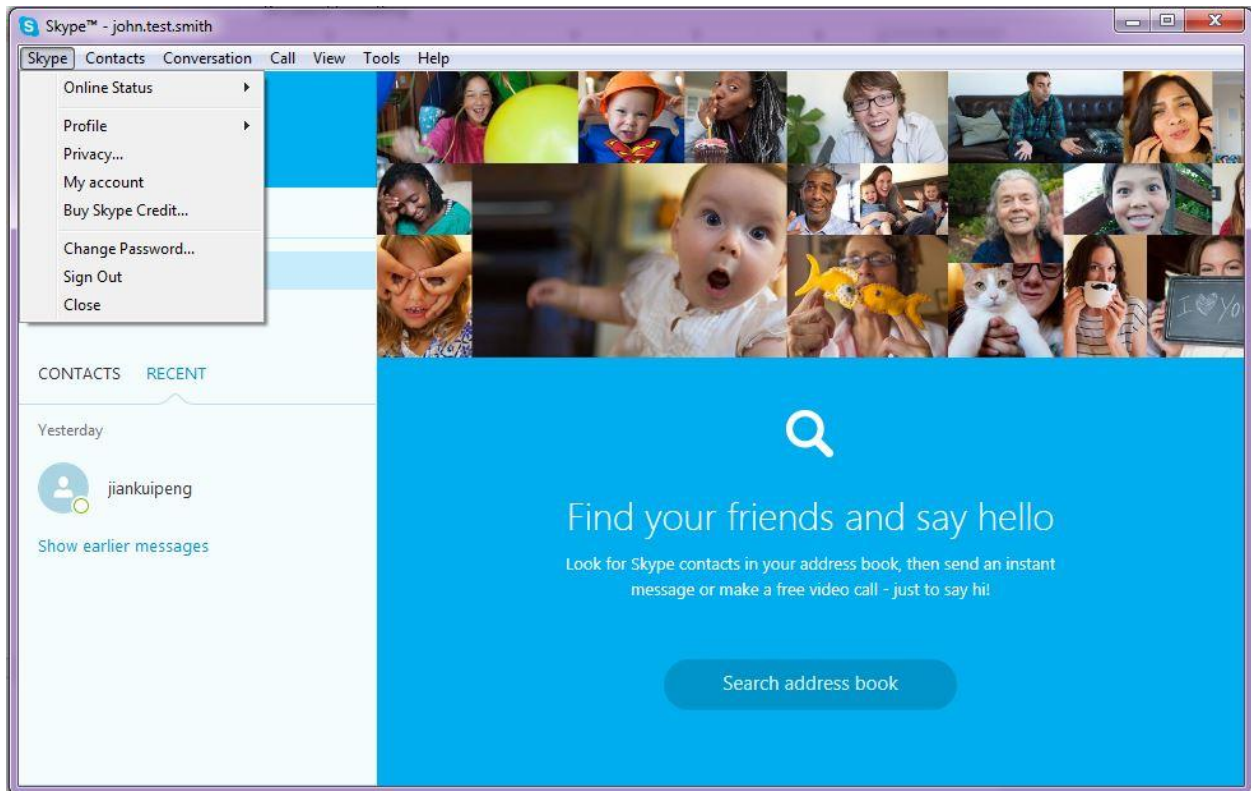 Skype™ - john.test.smith
Skype Contacts Conversation Call View Tools Help
Online Status
Profile
Privacy...
My account
Buy Skype Credit...
Change Password...
Sign Out
Close
I ♥ You
CONTACTS RECENT
Yesterday
jiankuipeng
Show earlier messages
Find your friends and say hello
Look for Skype contacts in your address book, then send an instant
message or make a free video call - just to say hi!
Search address book